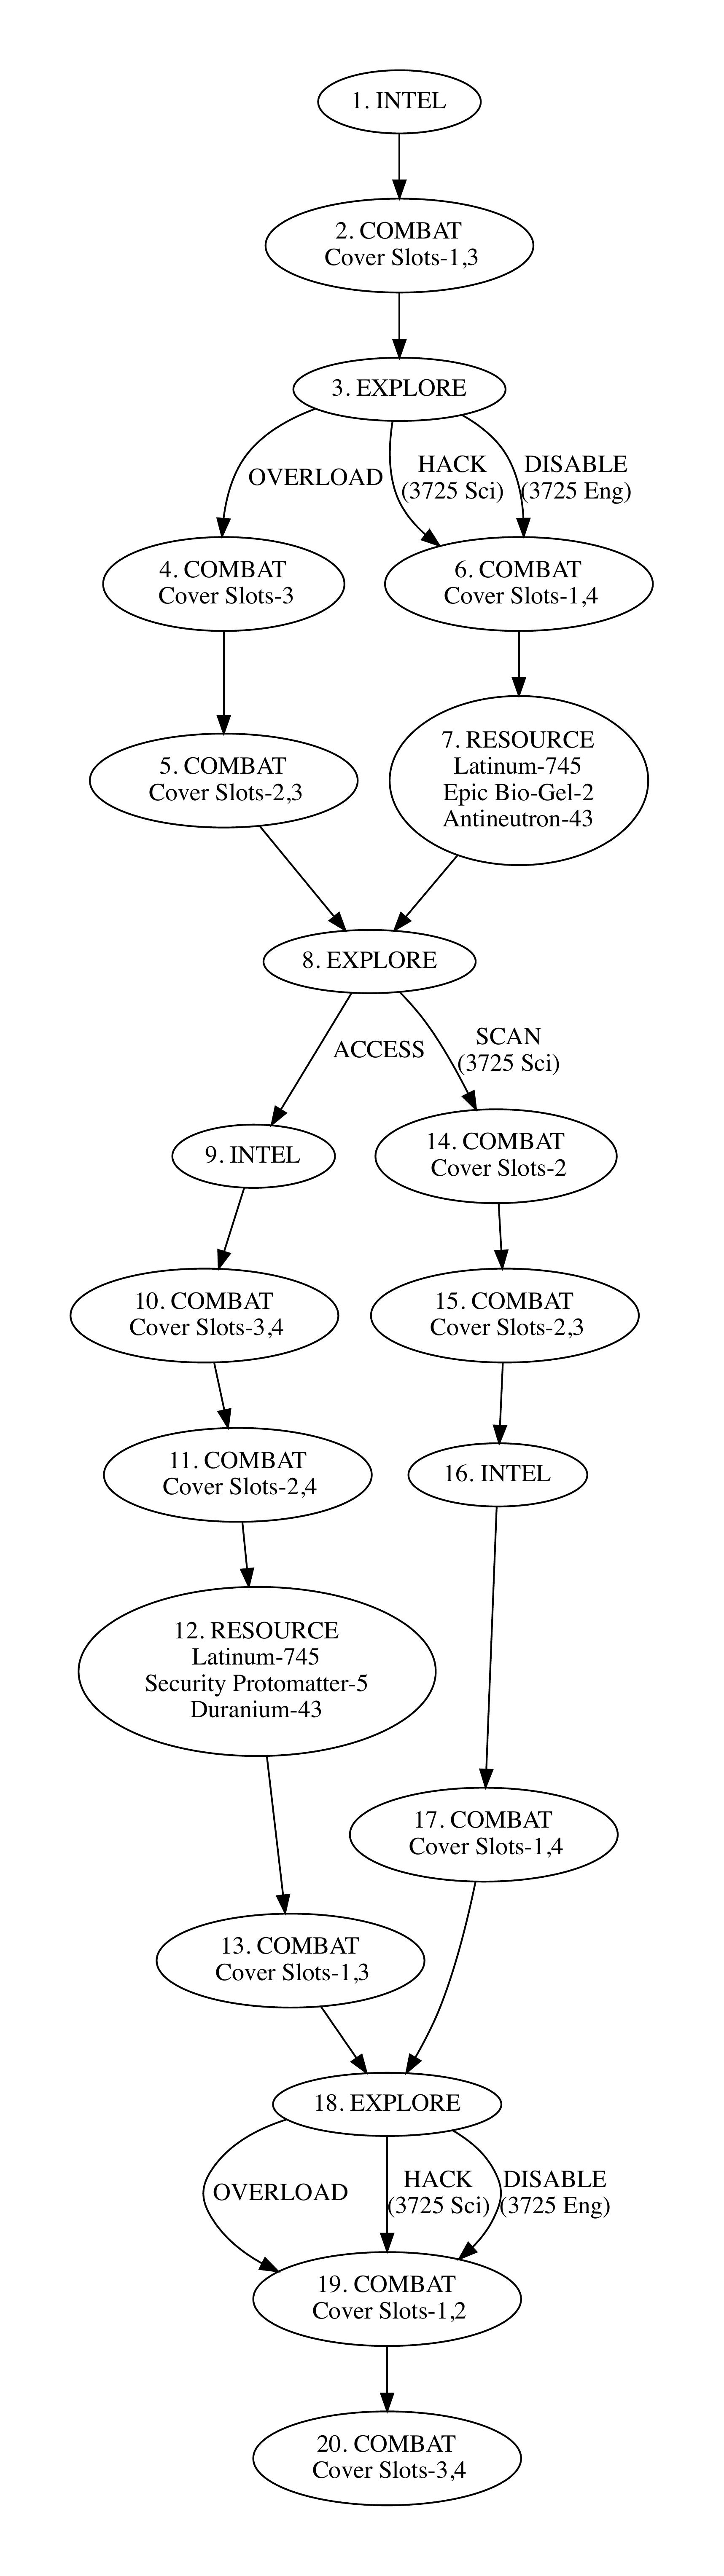 1. INTEL
2. COMBAT
Cover Slots-1,3
3. EXPLORE
OVERLOAD
HACK
(3725 Sci)
DISABLE
(3725 Eng)
4. COMBAT
Cover Slots-3
6. COMBAT
Cover Slots-1,4
5. COMBAT
Cover Slots-2,3
7. RESOURCE
Latinum-745
Epic Bio-Gel-2
Antineutron-43
8. EXPLORE
ACCESS
SCAN
(3725 Sci)
9. INTEL
14. COMBAT
Cover Slots-2
10. COMBAT
Cover Slots-3,4
15. COMBAT
Cover Slots-2,3
11. COMBAT
Cover Slots-2,4
16. INTEL
12. RESOURCE
Latinum-745
Security Protomatter-5
Duranium-43
17. COMBAT
Cover Slots-1,4
13. COMBAT
Cover Slots-1,3
18. EXPLORE
OVERLOAD
HACK
(3725 Sci)
DISABLE
(3725 Eng)
19. COMBAT
Cover Slots-1,2
20. COMBAT
Cover Slots-3,4